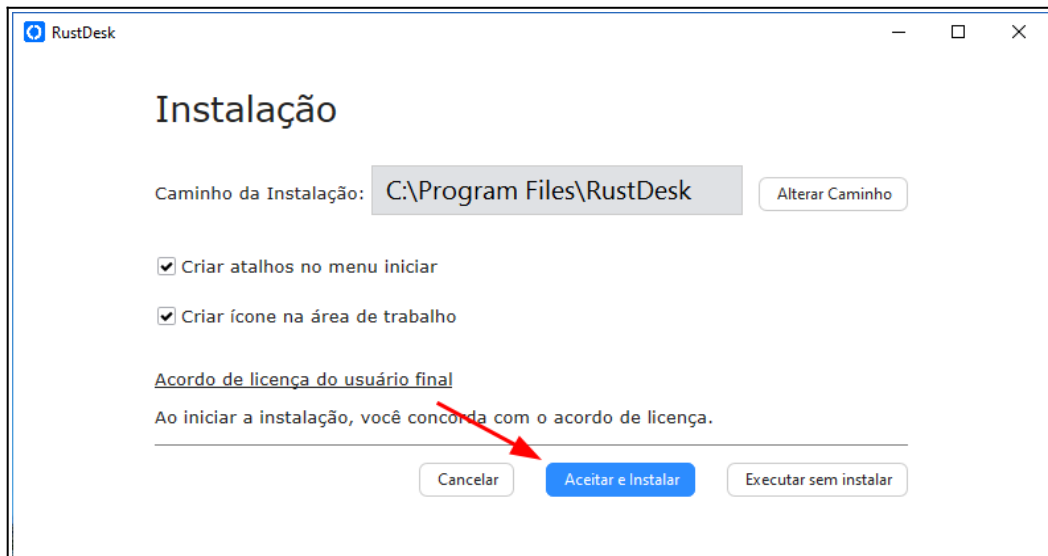 RustDesk
Instalação
Caminho da Instalação: C:\Program Files\RustDesk Alterar Caminho
Criar atalhos no menu iniciar
Criar ícone na área de trabalho
Acordo de licença do usuário final
Ao iniciar a instalação, você concorda com o acordo de licença.
Cancelar Aceitar e Instalar Executar sem instalar